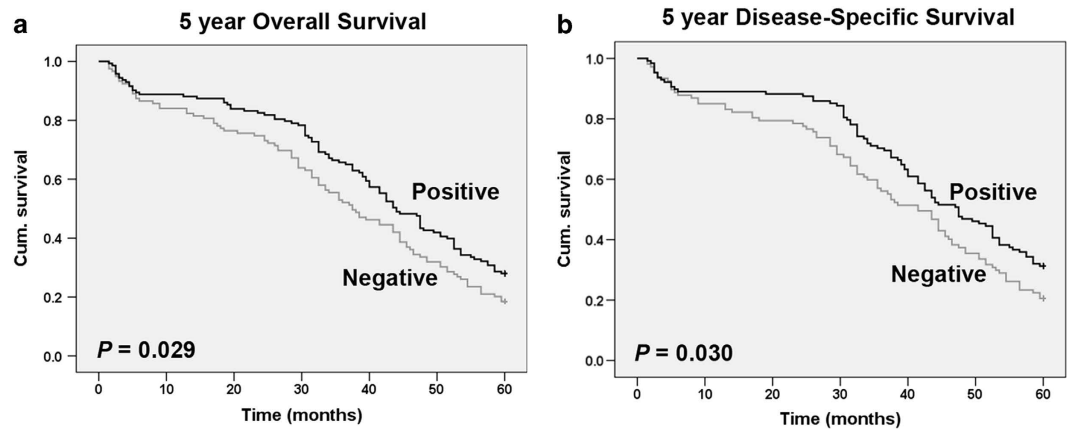 a
5 year Overall Survival
Cum. survival
1.0
0.8
0.6
0.4
0.2
0.0
Positive
Negative
P = 0.029
0 10 20 30 40 50 60
Time (months)
b
5 year Disease-Specific Survival
Cum. survival
1.0
0.8
0.6
0.4
0.2
0.0
Positive
Negative
P = 0.030
0 10 20 30 40 50 60
Time (months)